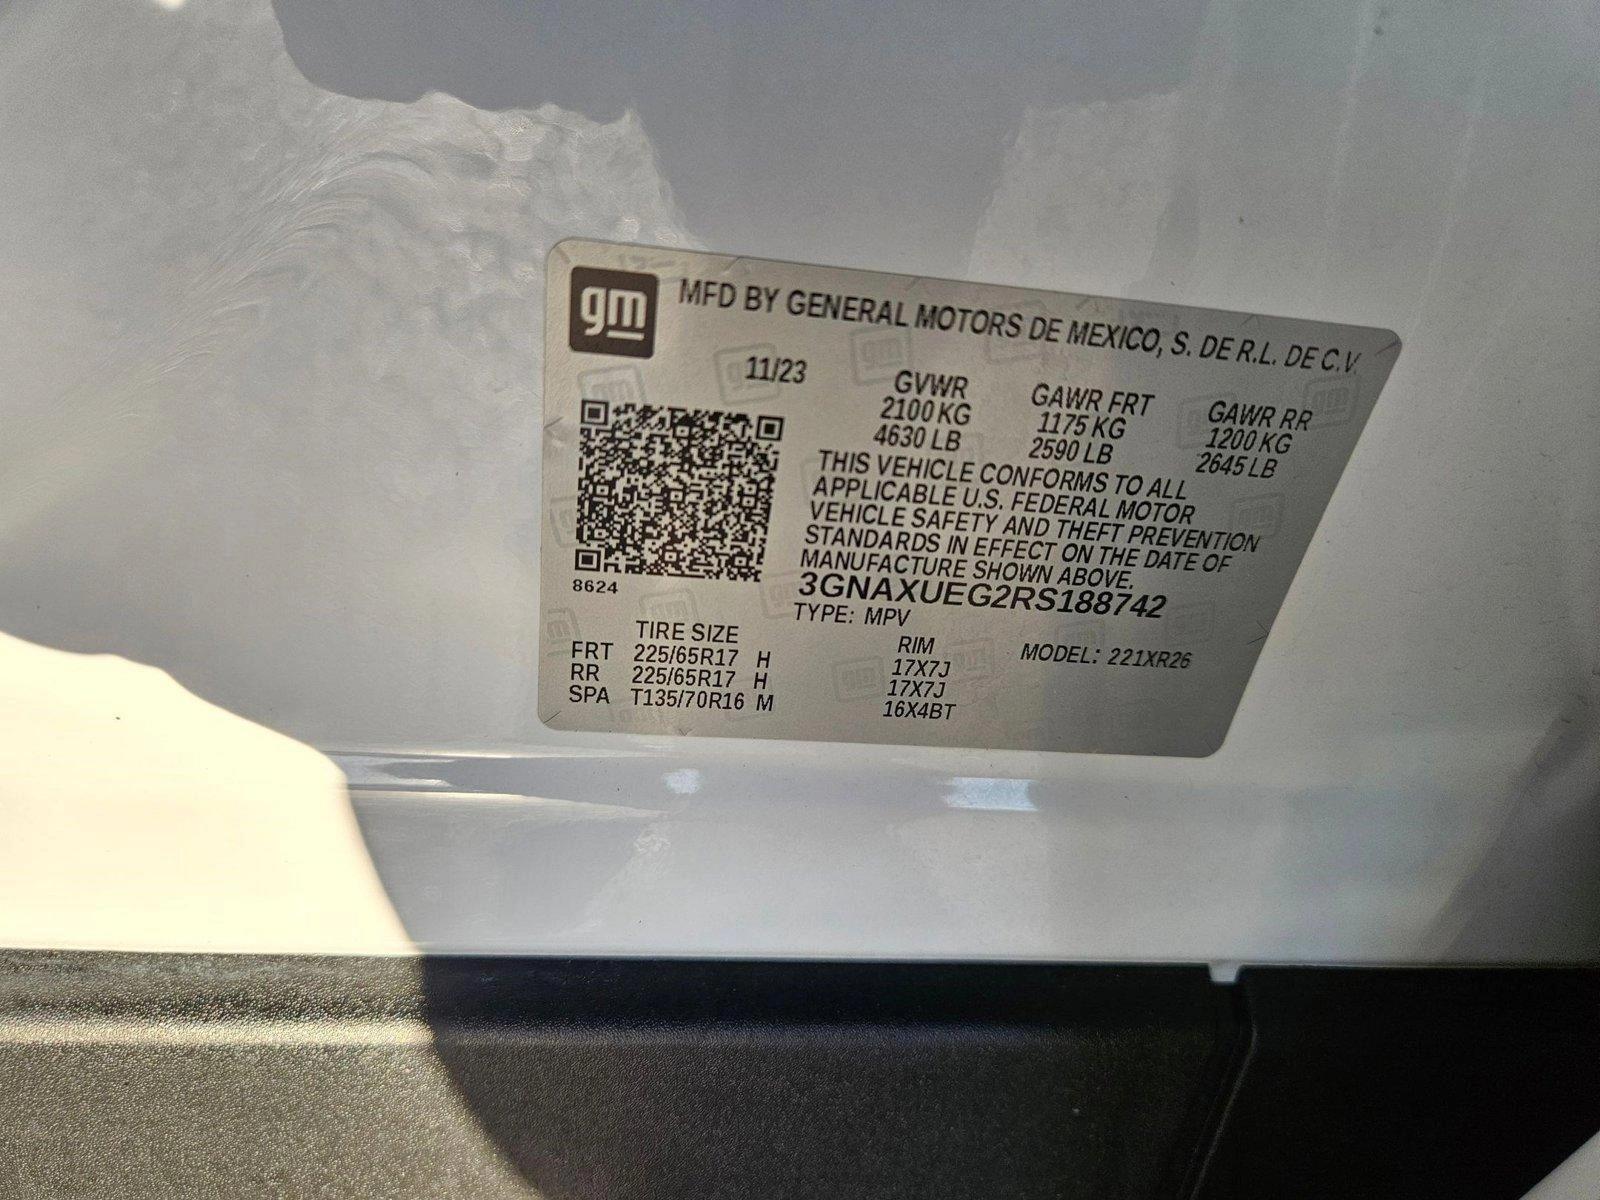 gm MFD BY GENERAL MOTORS DE MEXICO, S. DE R.L. DE C.V.
11/23 GVWR GAWR FRT GAWR RR
2100 KG 1175 KG 1200 KG
4630 LB 2590 LB 2645 LB
THIS VEHICLE CONFORMS TO ALL
APPLICABLE U.S. FEDERAL MOTOR
VEHICLE SAFETY AND THEFT PREVENTION
STANDARDS IN EFFECT ON THE DATE OF
MANUFACTURE SHOWN ABOVE.
8624
3GNAXUEG2RS188742
TYPE: MPV
TIRE SIZE RIM MODEL: 221XR26
FRT 225/65R17 H 17X7J
RR 225/65R17 H 17X7J
SPA T135/70R16 M 16X4BT